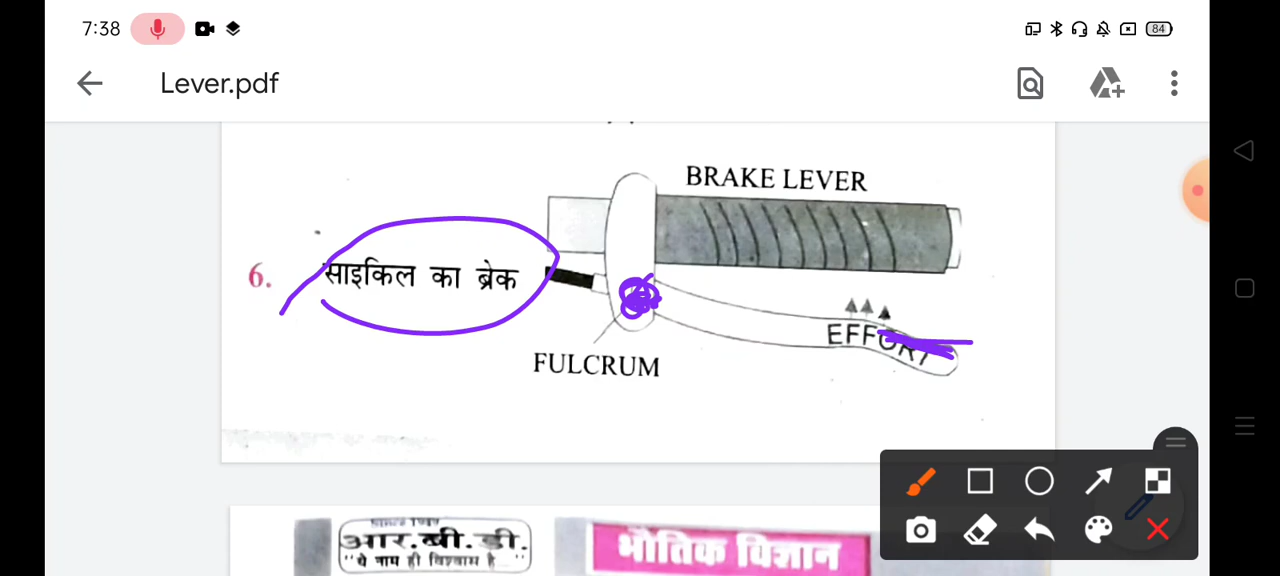 7:38
84
Lever.pdf
BRAKE LEVER
6. साइकिल का ब्रेक
EFFORT
FULCRUM
आर.बी.डी.
"ये नाम ही विश्वास है..."
भौतिक विज्ञान